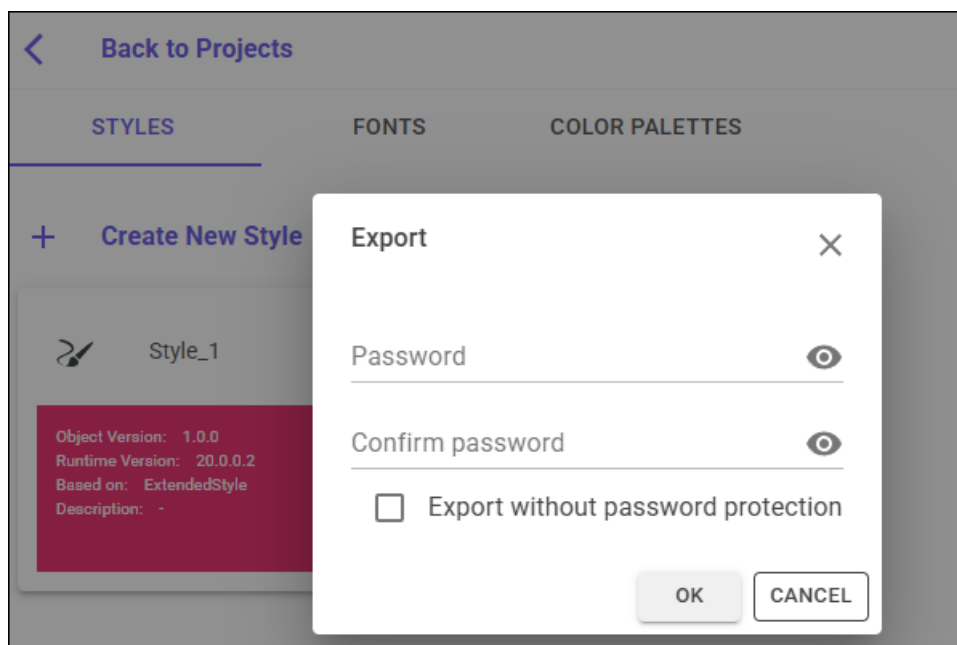 Back to Projects
STYLES FONTS COLOR PALETTES
Create New Style
Style_1
Object Version: 1.0.0
Runtime Version: 20.0.0.2
Based on: ExtendedStyle
Description: -
Export
Password
Confirm password
Export without password protection
OK CANCEL